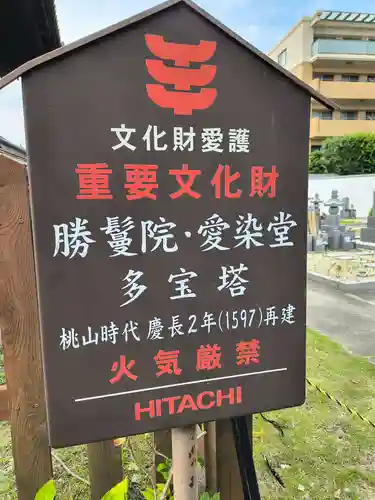 文化財愛護
重要文化財
勝鬘院・愛染堂
多宝塔
桃山時代 慶長2年(1597)再建
火気厳禁
HITACHI